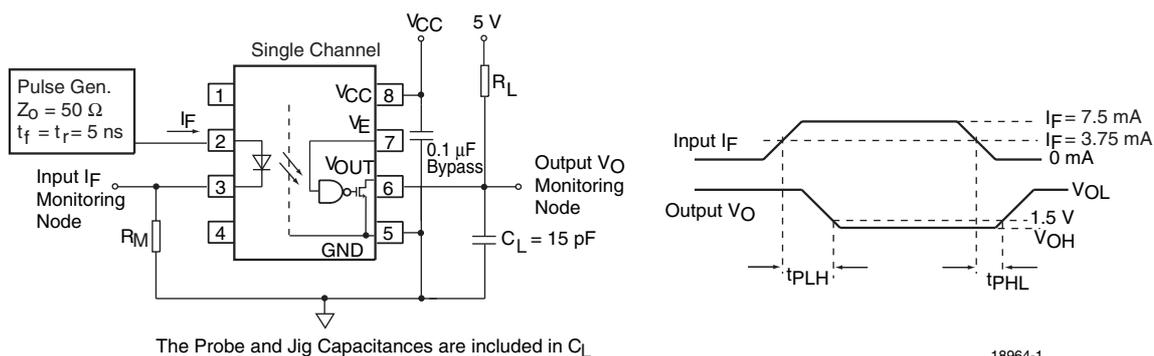 Single Channel
Pulse Gen.
Zo = 50 Ω
tf = tr = 5 ns
IF
1
2
3
4
VCC
8
VE
7
VOUT
6
GND
5
VCC
5 V
RL
0.1 μF
Bypass
Input IF
Monitoring
Node
RM
Output VO
Monitoring
Node
CL = 15 pF
The Probe and Jig Capacitances are included in CL
Input IF
IF = 7.5 mA
IF = 3.75 mA
0 mA
Output VO
VOL
1.5 V
VOH
tPLH
tPHL
18964-1